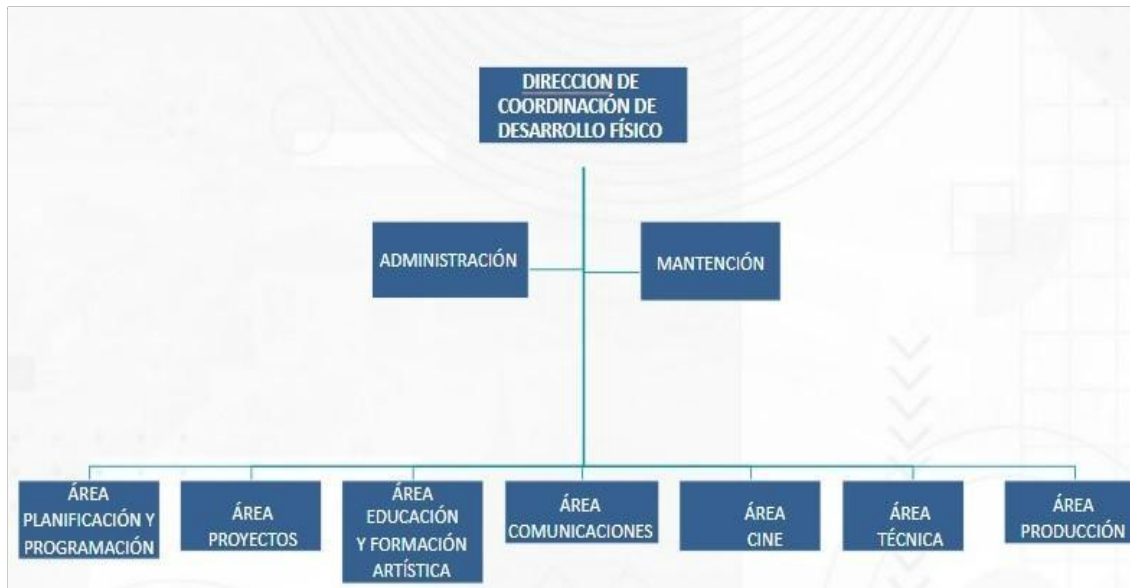 DIRECCION DE
COORDINACIÓN DE
DESARROLLO FÍSICO
ADMINISTRACIÓN
MANTENCIÓN
ÁREA
PLANIFICACIÓN Y
PROGRAMACIÓN
ÁREA
PROYECTOS
ÁREA
EDUCACIÓN
Y FORMACIÓN
ARTÍSTICA
ÁREA
COMUNICACIONES
ÁREA
CINE
ÁREA
TÉCNICA
ÁREA
PRODUCCIÓN